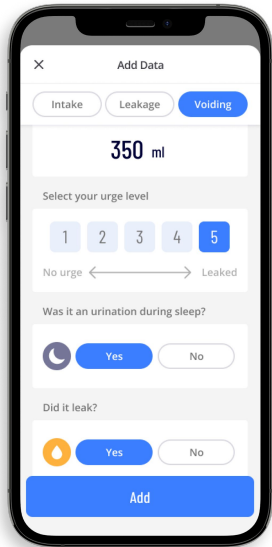 Add Data
Intake Leakage Voiding
350 ml
Select your urge level
1 2 3 4 5
No urge Leaked
Was it an urination during sleep?
Yes No
Did it leak?
Yes No
Add